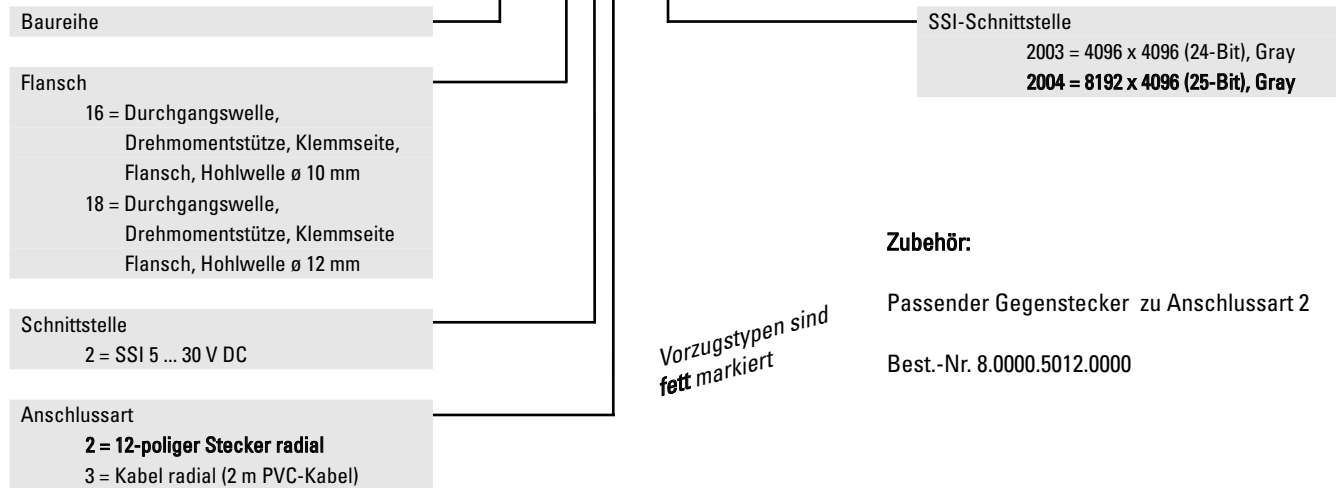 Baureihe
Flansch
16 = Durchgangswelle,
Drehmomentstütze, Klemmseite,
Flansch, Hohlwelle ø 10 mm
18 = Durchgangswelle,
Drehmomentstütze, Klemmseite
Flansch, Hohlwelle ø 12 mm
Schnittstelle
2 = SSI 5 ... 30 V DC
Anschlussart
2 = 12-poliger Stecker radial
3 = Kabel radial (2 m PVC-Kabel)
SSI-Schnittstelle
2003 = 4096 x 4096 (24-Bit), Gray
2004 = 8192 x 4096 (25-Bit), Gray
Vorzugstypen sind
fett markiert
Zubehör:
Passender Gegenstecker zu Anschlussart 2
Best.-Nr. 8.0000.5012.0000